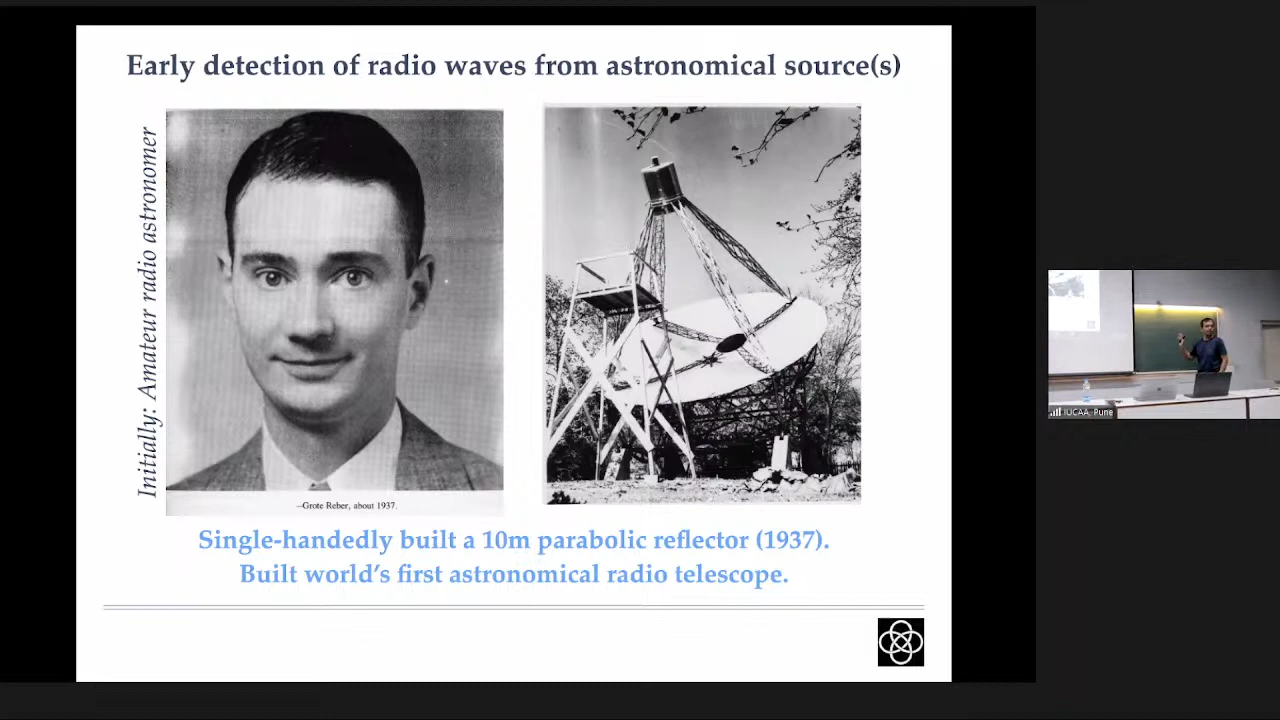 Early detection of radio waves from astronomical source(s)
Initially: Amateur radio astronomer
--Grote Reber, about 1937.
Single-handedly built a 10m parabolic reflector (1937).
Built world's first astronomical radio telescope.
IUCAA, Pune